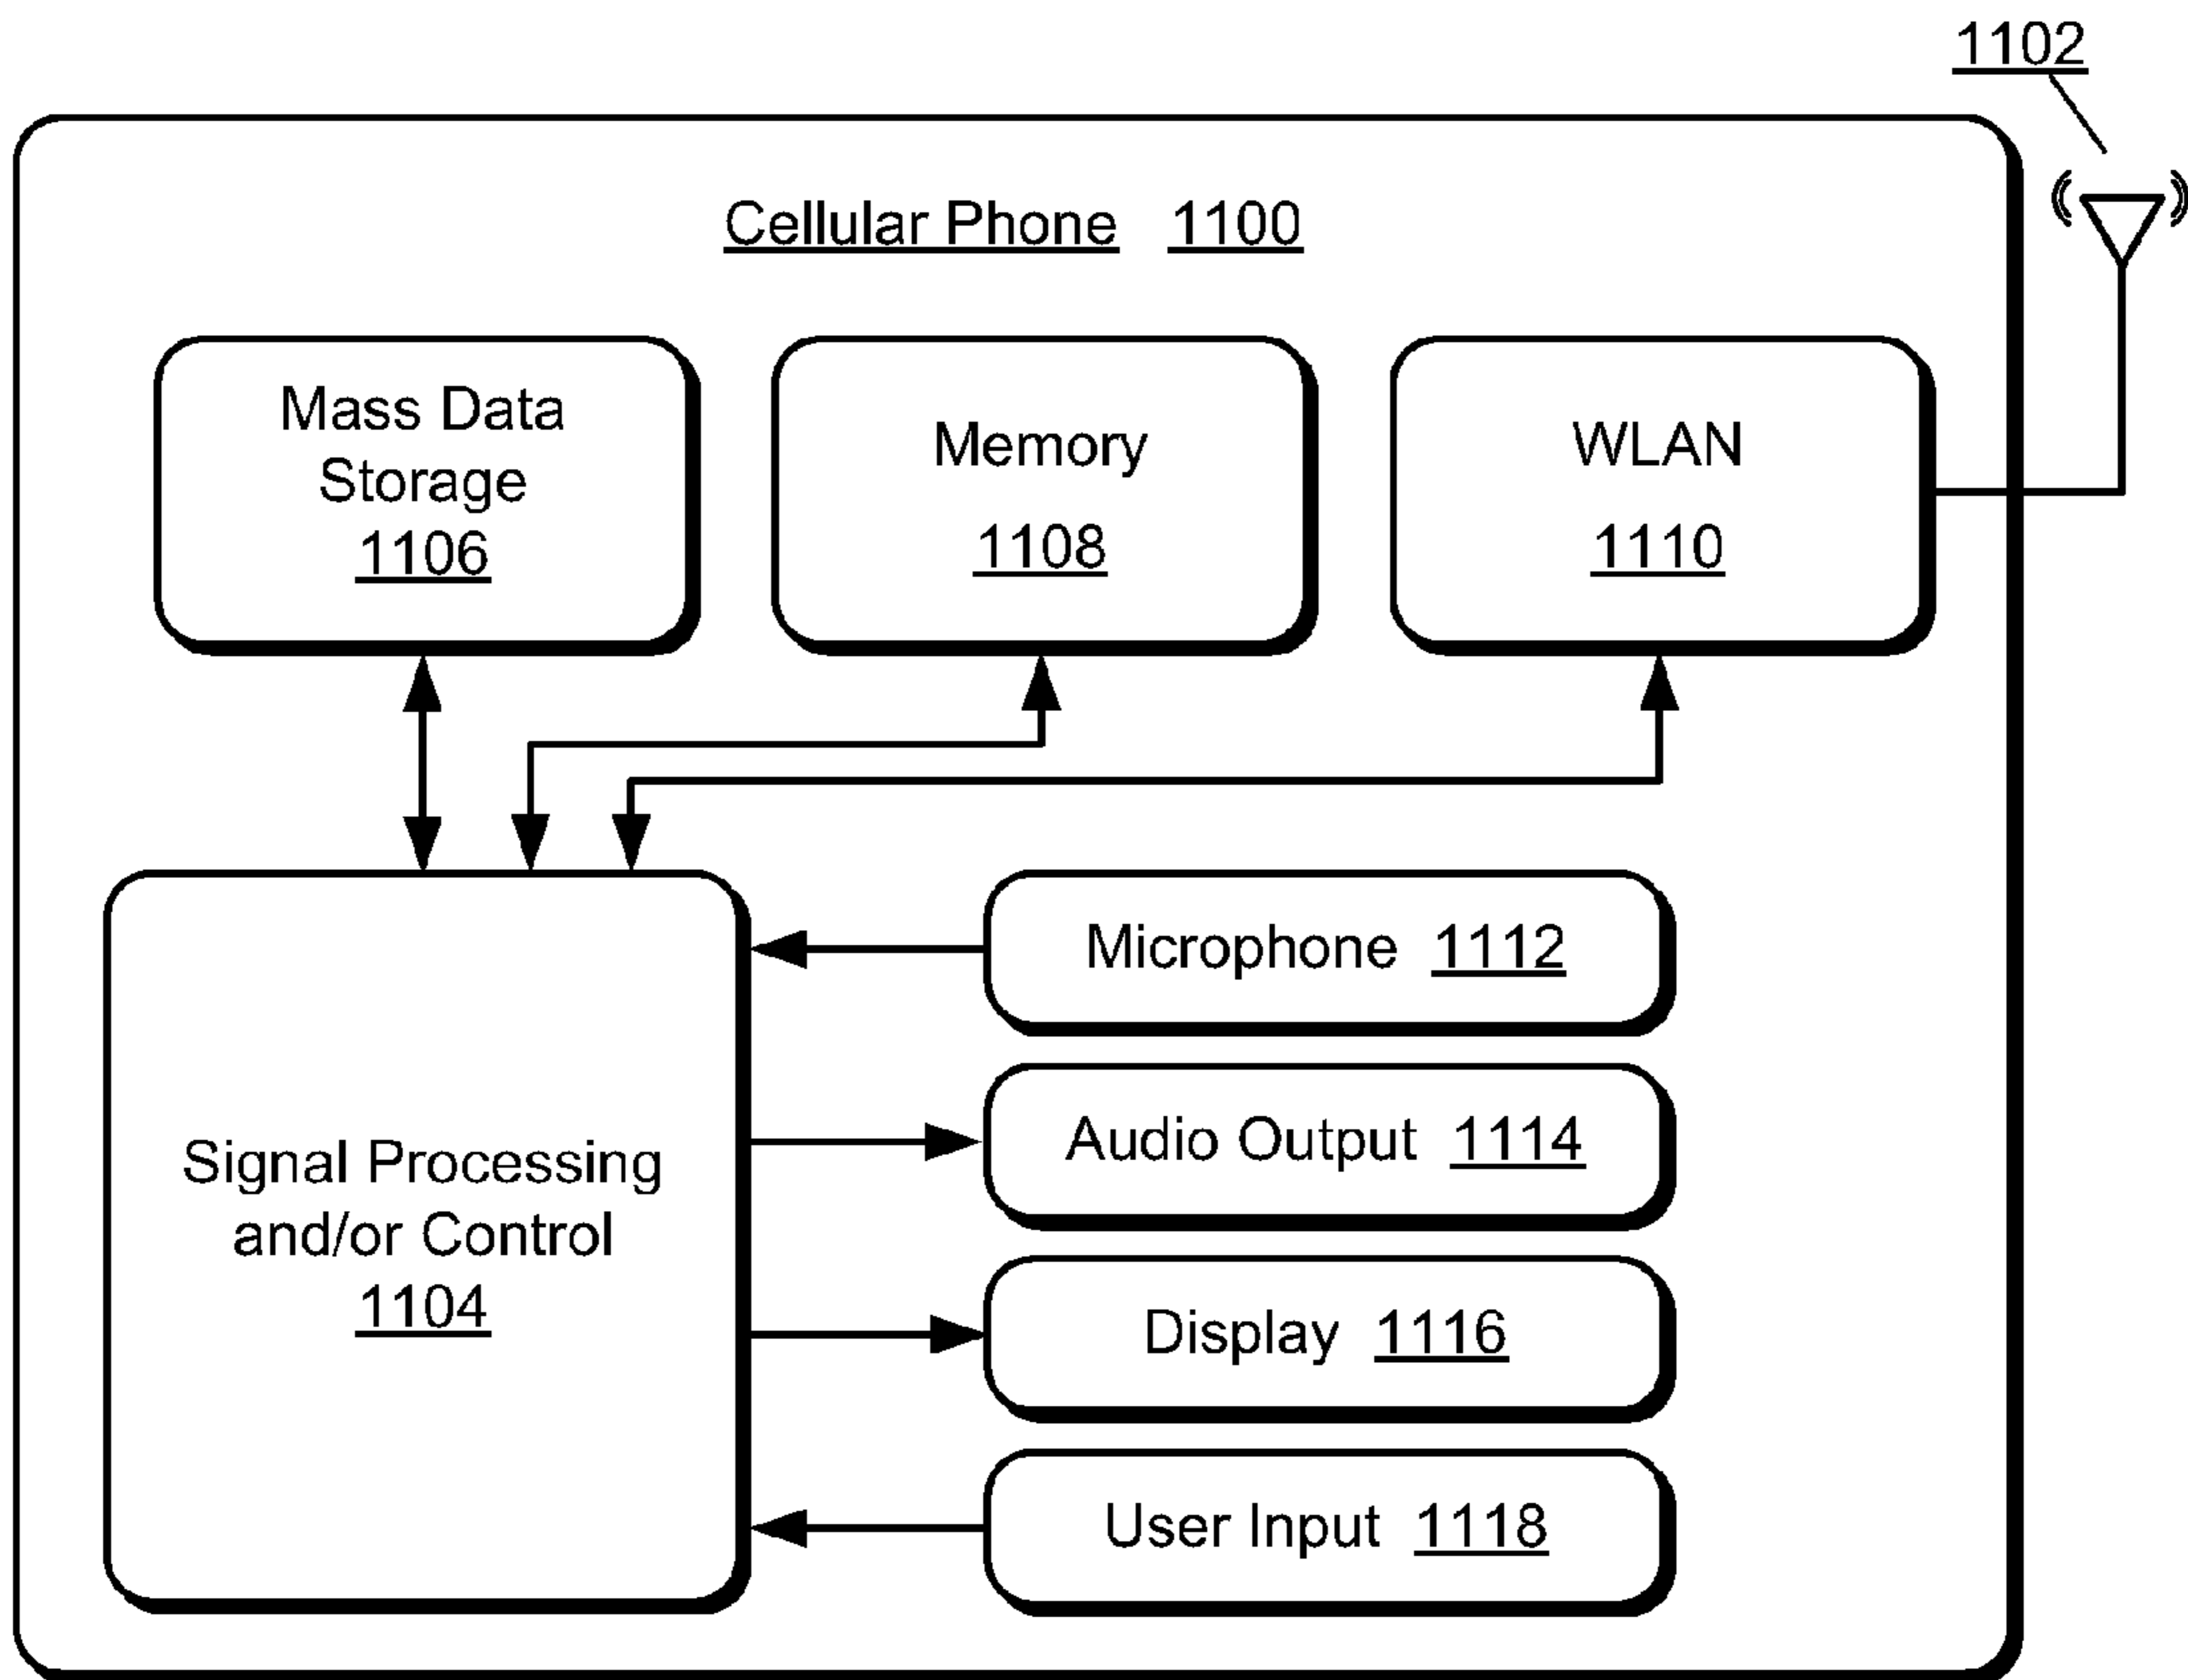 1102
Cellular Phone 1100
Mass Data
Storage
1106
Memory
1108
WLAN
1110
Signal Processing
and/or Control
1104
Microphone 1112
Audio Output 1114
Display 1116
User Input 1118